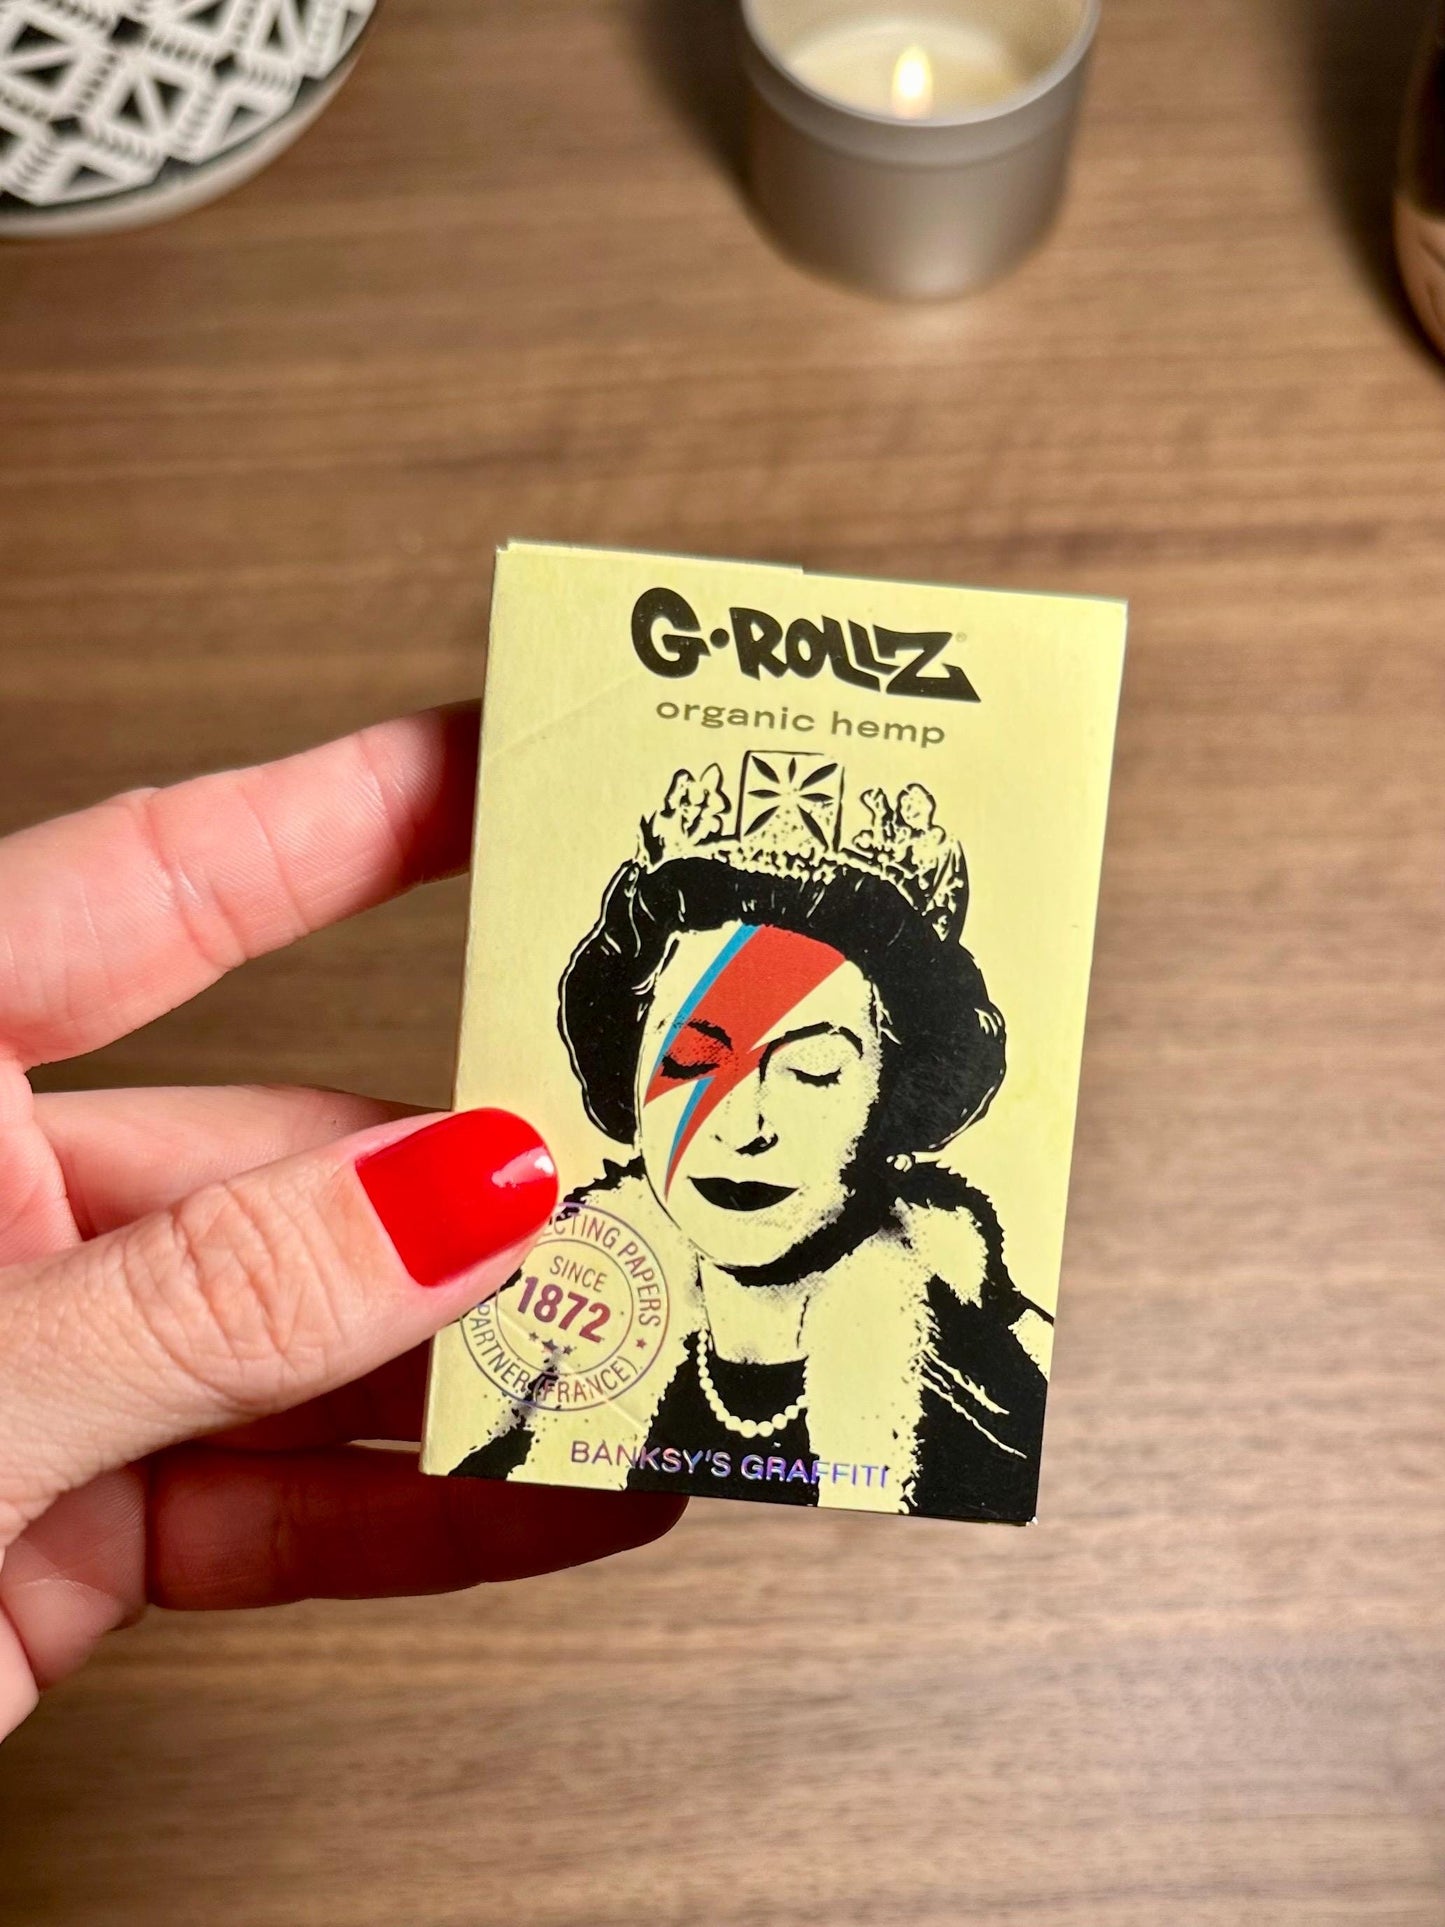 G·ROLLZ®
organic hemp
PAPERS
SINCE
1872
PARTNER (FRANCE)
BANKSY'S GRAFFITI